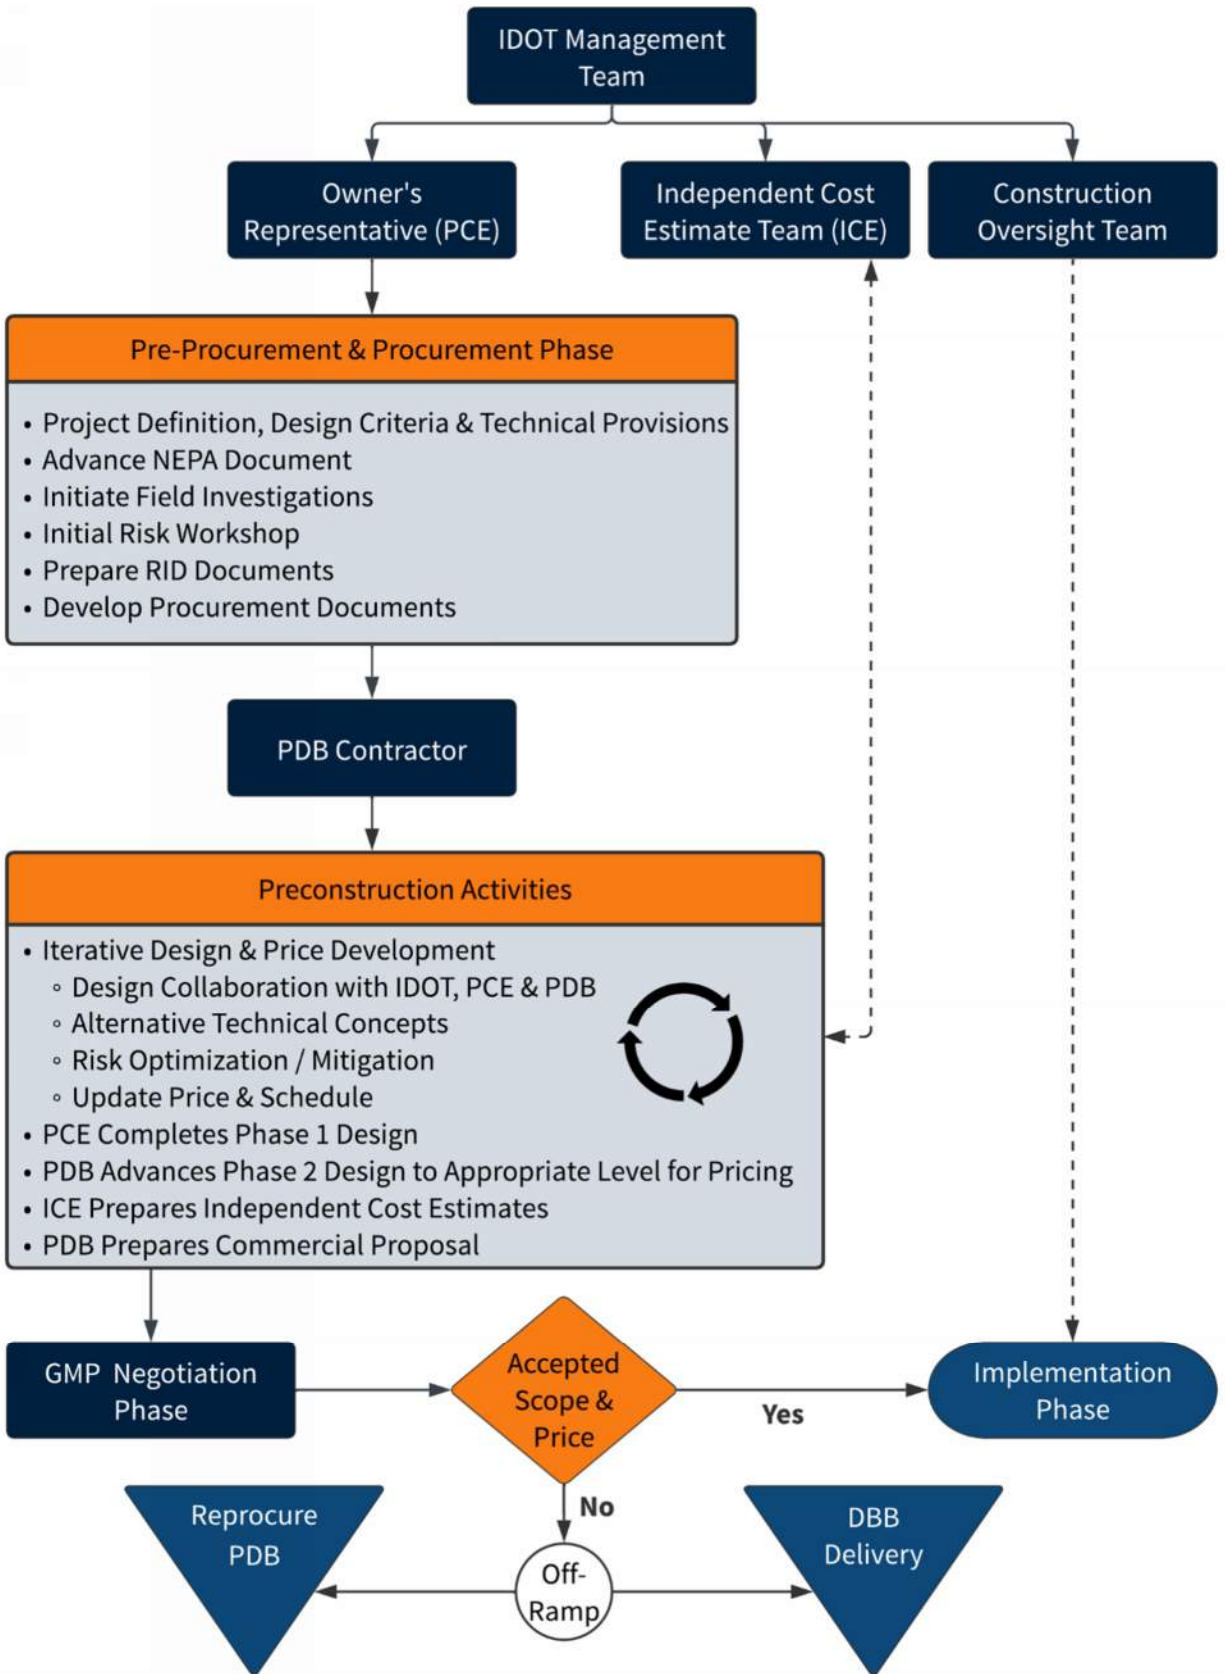 IDOT Management
Team
Owner's
Representative (PCE)
Independent Cost
Estimate Team (ICE)
Construction
Oversight Team
Pre-Procurement & Procurement Phase
• Project Definition, Design Criteria & Technical Provisions
• Advance NEPA Document
• Initiate Field Investigations
• Initial Risk Workshop
• Prepare RID Documents
• Develop Procurement Documents
PDB Contractor
Preconstruction Activities
• Iterative Design & Price Development
◦ Design Collaboration with IDOT, PCE & PDB
◦ Alternative Technical Concepts
◦ Risk Optimization / Mitigation
◦ Update Price & Schedule
• PCE Completes Phase 1 Design
• PDB Advances Phase 2 Design to Appropriate Level for Pricing
• ICE Prepares Independent Cost Estimates
• PDB Prepares Commercial Proposal
GMP Negotiation
Phase
Accepted
Scope &
Price
Yes
Implementation
Phase
No
Reprocure
PDB
Off-
Ramp
DBB
Delivery